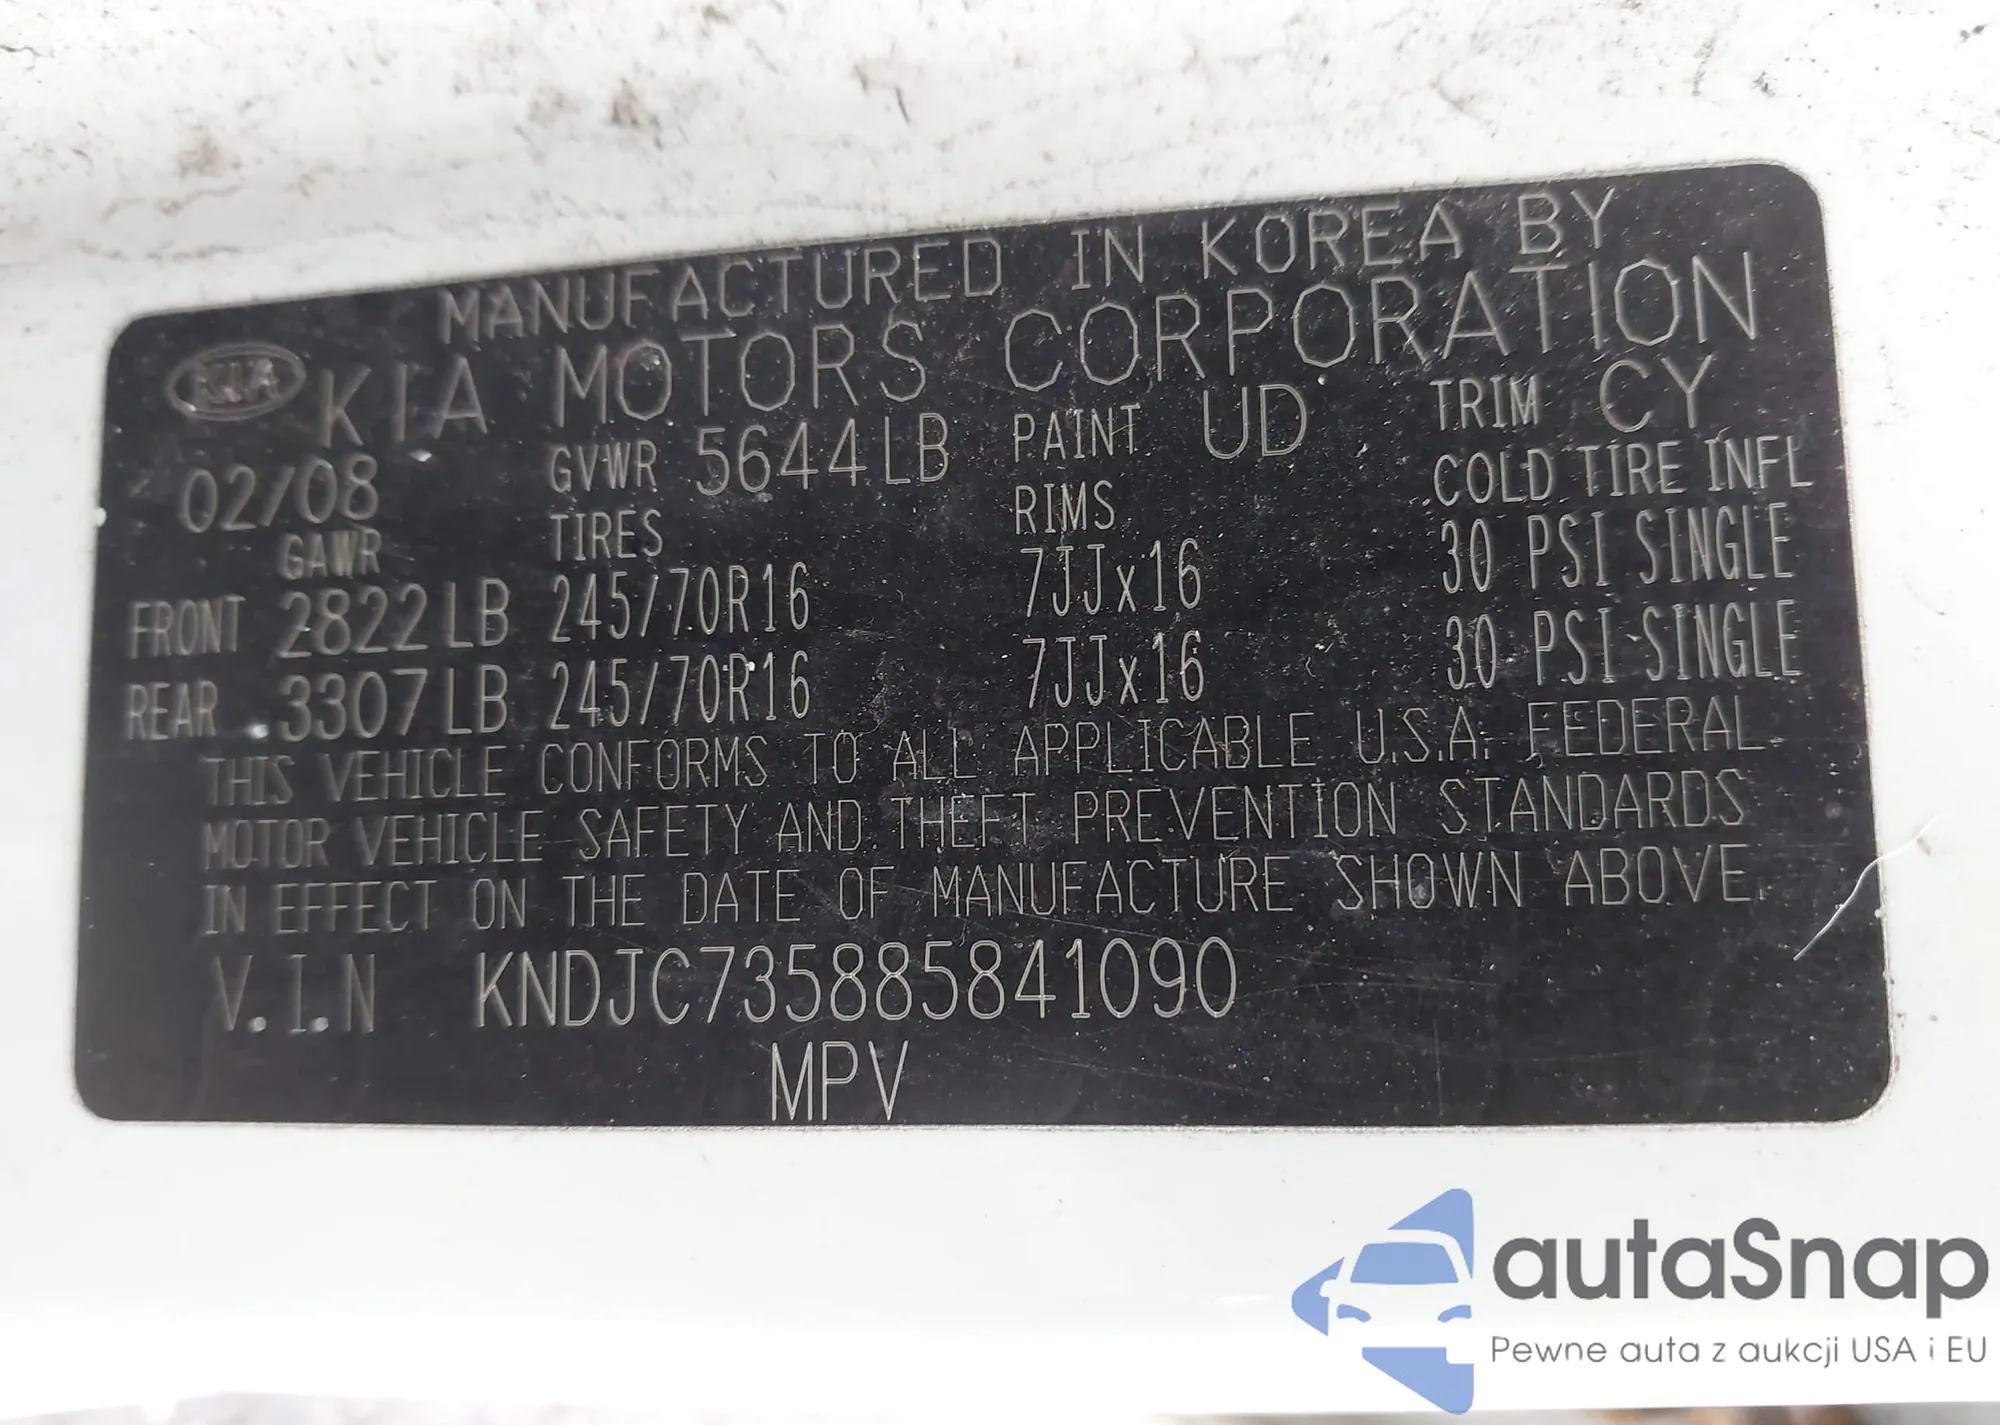 MANUFACTURED IN KOREA BY
KIA KIA MOTORS CORPORATION
02/08 GVWR 5644LB PAINT UD TRIM CY
GAWR TIRES RIMS COLD TIRE INFL
FRONT 2822LB 245/70R16 7JJx16 30 PSI SINGLE
REAR 3307LB 245/70R16 7JJx16 30 PSI SINGLE
THIS VEHICLE CONFORMS TO ALL APPLICABLE U.S.A. FEDERAL
MOTOR VEHICLE SAFETY AND THEFT PREVENTION STANDARDS
IN EFFECT ON THE DATE OF MANUFACTURE SHOWN ABOVE.
V.I.N KNDJC735885841090
MPV
autaSnap
Pewne auta z aukcji USA i EU